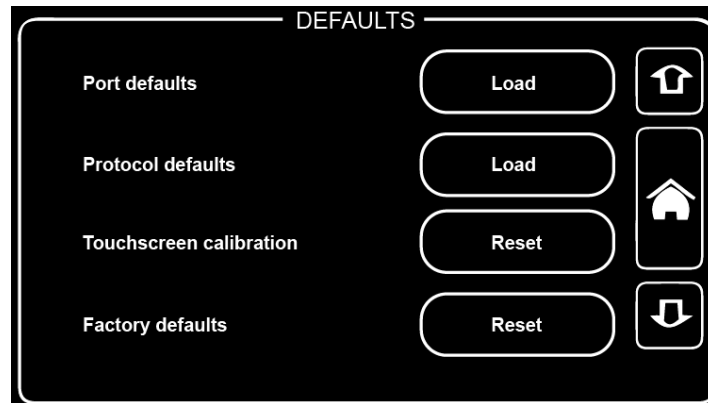 DEFAULTS
Port defaults Load
Protocol defaults Load
Touchscreen calibration Reset
Factory defaults Reset